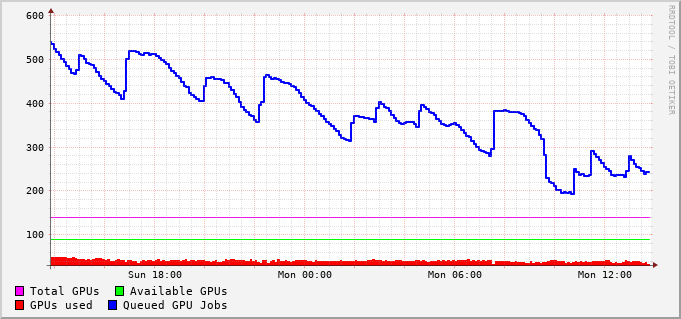 600
500
400
300
200
100
Sun 18:00 Mon 00:00 Mon 06:00 Mon 12:00
Total GPUs Available GPUs
GPUs used Queued GPU Jobs
RRDTOOL / TOBI OETIKER